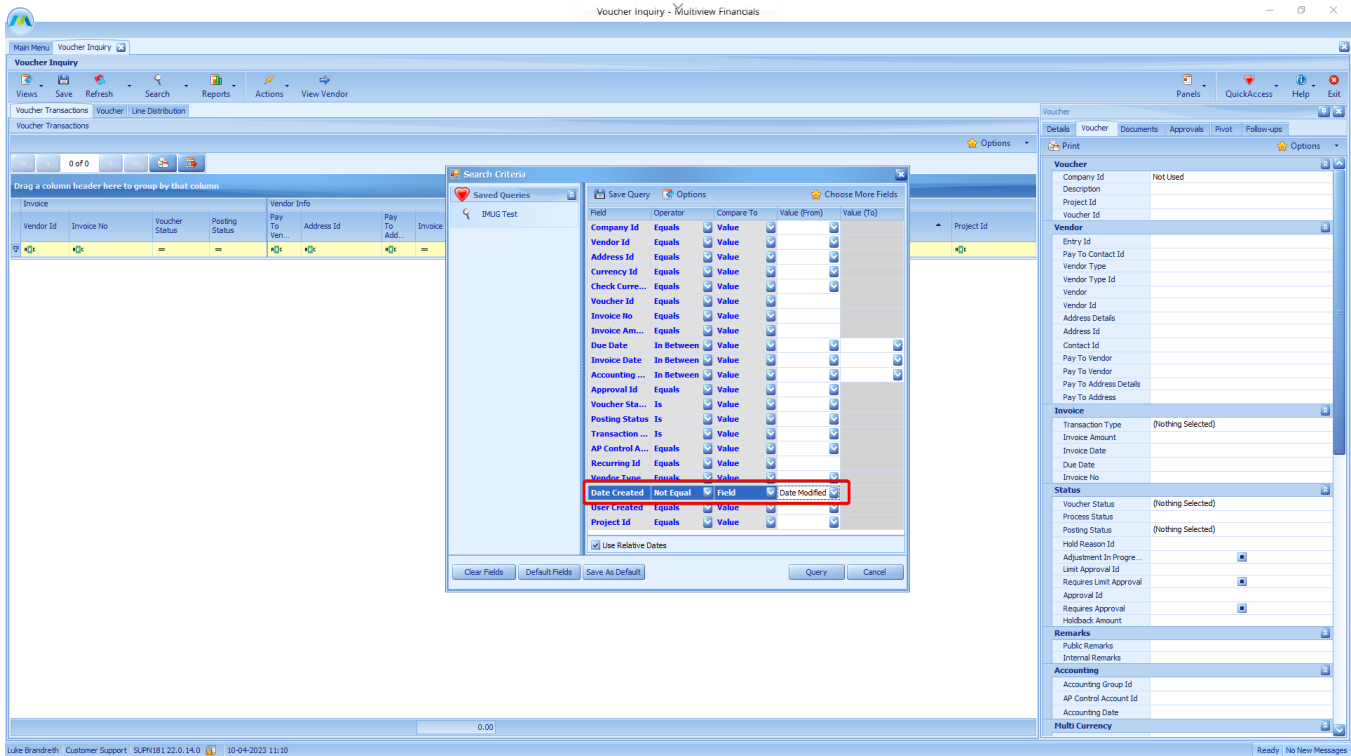 Voucher Inquiry - Multiview Financials
Main Menu Voucher Inquiry
Voucher Inquiry
Views Save Refresh Search Reports Actions View Vendor Panels QuickAccess Help Exit
Voucher Transactions Voucher Line Distribution
Voucher Transactions
Options
0 of 0
Drag a column header here to group by that column
Invoice Vendor Info
Vendor Id Invoice No Voucher Status Posting Status Pay To Ven... Address Id Pay To Add... Invoice Project Id
= = =
0.00
Search Criteria
Saved Queries
IMUG Test
Save Query Options Choose More Fields
Field Operator Compare To Value (From) Value (To)
Company Id Equals Value
Vendor Id Equals Value
Address Id Equals Value
Currency Id Equals Value
Check Curre... Equals Value
Voucher Id Equals Value
Invoice No Equals Value
Invoice Am... Equals Value
Due Date In Between Value
Invoice Date In Between Value
Accounting ... In Between Value
Approval Id Equals Value
Voucher Sta... Is Value
Posting Status Is Value
Transaction ... Is Value
AP Control A... Equals Value
Recurring Id Equals Value
Vendor Type Equals Value
Date Created Not Equal Field Date Modified
User Created Equals Value
Project Id Equals Value
Use Relative Dates
Clear Fields Default Fields Save As Default Query Cancel
Voucher
Details Voucher Documents Approvals Pivot Follow-ups
Print Options
Voucher
Company Id Not Used
Description
Project Id
Voucher Id
Vendor
Entry Id
Pay To Contact Id
Vendor Type
Vendor Type Id
Vendor
Vendor Id
Address Details
Address Id
Contact Id
Pay To Vendor
Pay To Vendor
Pay To Address Details
Pay To Address
Invoice
Transaction Type (Nothing Selected)
Invoice Amount
Invoice Date
Due Date
Invoice No
Status
Voucher Status (Nothing Selected)
Process Status
Posting Status (Nothing Selected)
Hold Reason Id
Adjustment In Progre...
Limit Approval Id
Requires Limit Approval
Approval Id
Requires Approval
Holdback Amount
Remarks
Public Remarks
Internal Remarks
Accounting
Accounting Group Id
AP Control Account Id
Accounting Date
Multi Currency
Luke Brandreth Customer Support SUPN181 22.0.14.0 10-04-2023 11:10 Ready No New Messages